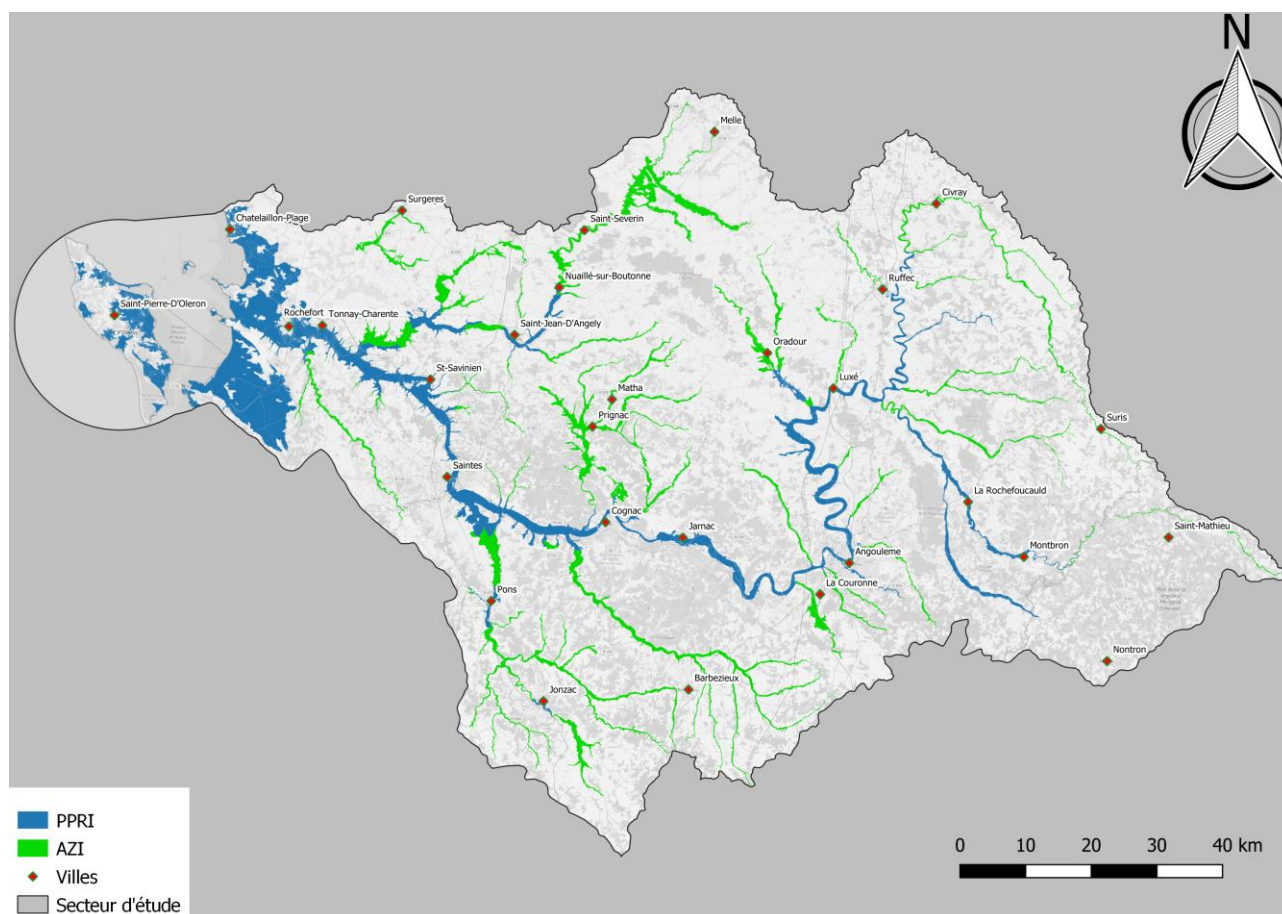 N
Melle
Civray
Surgeres
Chatelaillon-Plage
Saint-Severin
Nuaillé-sur-Boutonne
Ruffec
Saint-Pierre-D'Oleron
Rochefort
Tonnay-Charente
Saint-Jean-D'Angely
Oradour
St-Savinien
Luxé
Matha
Prignac
Suris
Saintes
La Rochefoucauld
Cognac
Jarnac
Saint-Mathieu
Montbron
Angouleme
La Couronne
Pons
Nontron
Barbezieux
Jonzac
PPRI
AZI
Villes
Secteur d'étude
0 10 20 30 40 km